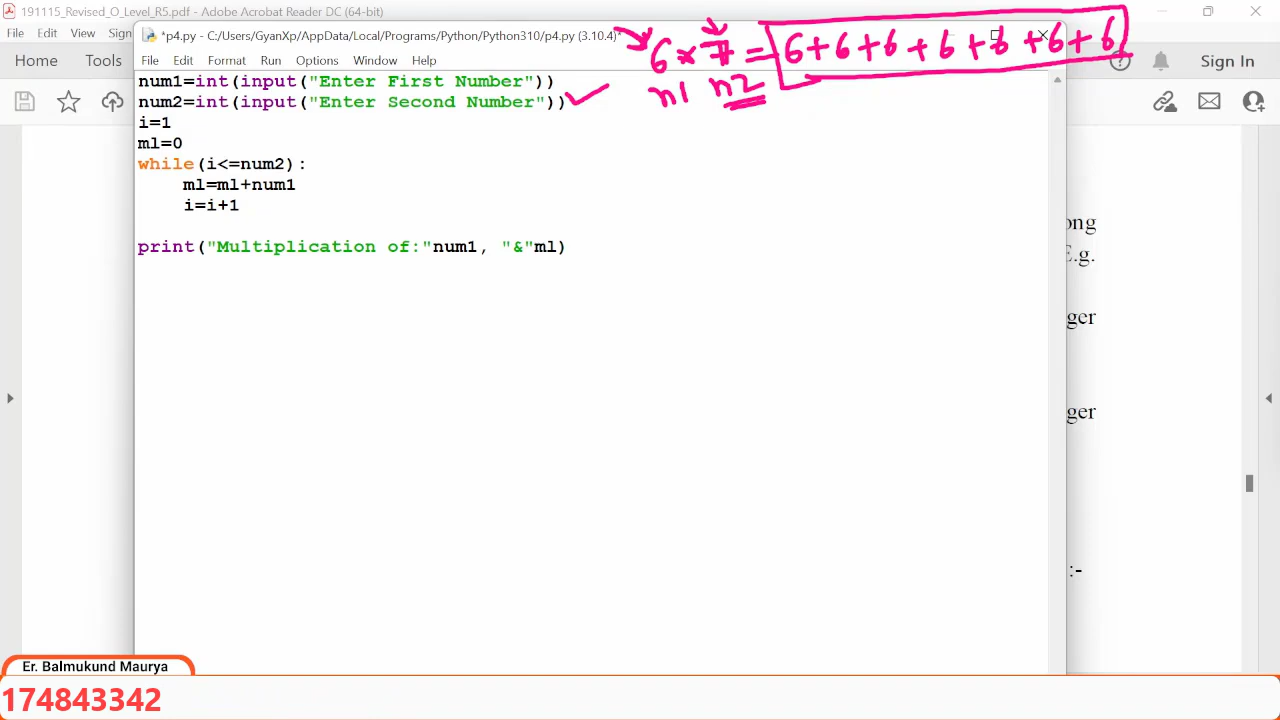 191115_Revised_O_Level_R5.pdf - Adobe Acrobat Reader DC (64-bit)
File Edit View Sign
Home Tools
Sign In
*p4.py - C:/Users/GyanXp/AppData/Local/Programs/Python/Python310/p4.py (3.10.4)*
File Edit Format Run Options Window Help
6 × 7 = 6+6+6+6+6+6+6
n1 n2
num1=int(input("Enter First Number"))
num2=int(input("Enter Second Number"))
i=1
ml=0
while(i<=num2):
ml=ml+num1
i=i+1
print("Multiplication of:"num1, "&"ml)
ong
E.g.
ger
ger
:-
Er. Balmukund Maurya
174843342